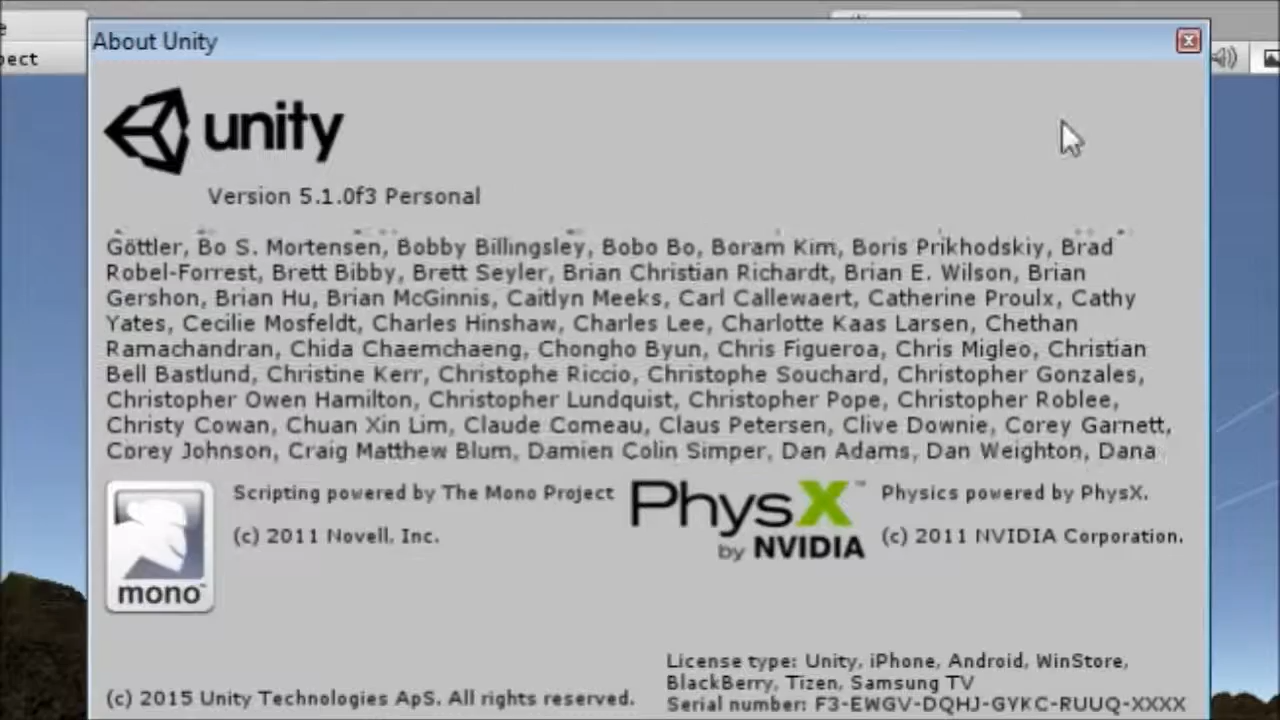 About Unity
pect
unity
Version 5.1.0f3 Personal
Göttler, Bo S. Mortensen, Bobby Billingsley, Bobo Bo, Boram Kim, Boris Prikhodskiy, Brad
Robel-Forrest, Brett Bibby, Brett Seyler, Brian Christian Richardt, Brian E. Wilson, Brian
Gershon, Brian Hu, Brian McGinnis, Caitlyn Meeks, Carl Callewaert, Catherine Proulx, Cathy
Yates, Cecilie Mosfeldt, Charles Hinshaw, Charles Lee, Charlotte Kaas Larsen, Chethan
Ramachandran, Chida Chaemchaeng, Chongho Byun, Chris Figueroa, Chris Migleo, Christian
Bell Bastlund, Christine Kerr, Christophe Riccio, Christophe Souchard, Christopher Gonzales,
Christopher Owen Hamilton, Christopher Lundquist, Christopher Pope, Christopher Roblee,
Christy Cowan, Chuan Xin Lim, Claude Comeau, Claus Petersen, Clive Downie, Corey Garnett,
Corey Johnson, Craig Matthew Blum, Damien Colin Simper, Dan Adams, Dan Weighton, Dana
Scripting powered by The Mono Project
(c) 2011 Novell, Inc.
mono™
PhysX™
by NVIDIA
Physics powered by PhysX.
(c) 2011 NVIDIA Corporation.
(c) 2015 Unity Technologies ApS. All rights reserved.
License type: Unity, iPhone, Android, WinStore,
BlackBerry, Tizen, Samsung TV
Serial number: F3-EWGV-DQHJ-GYKC-RUUQ-XXXX